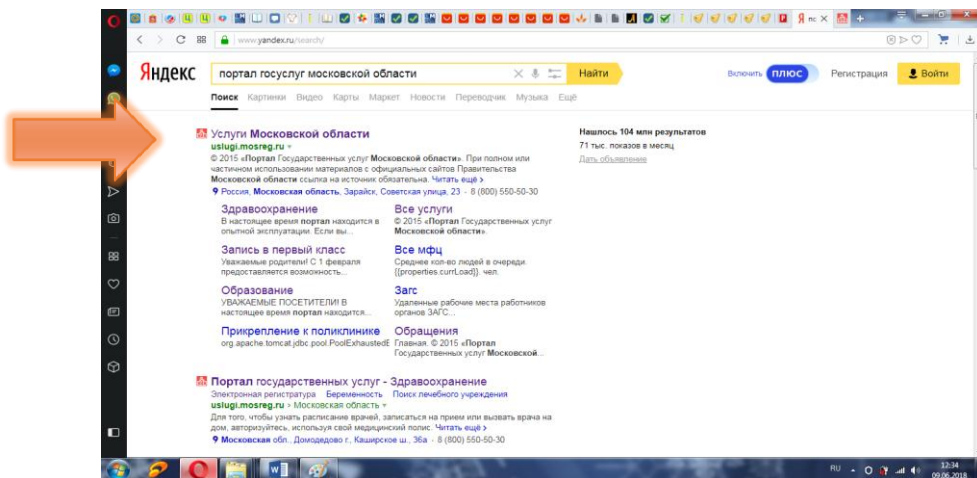 Я пс
www.yandex.ru/search/
Яндекс
портал госуслуг московской области
Найти
Включить плюс
Регистрация
Войти
Поиск Картинки Видео Карты Маркет Новости Переводчик Музыка Ещё
Услуги Московской области
uslugi.mosreg.ru
© 2015 «Портал Государственных услуг Московской области». При полном или
частичном использовании материалов с официальных сайтов Правительства
Московской области ссылка на источник обязательна. Читать ещё >
Россия, Московская область, Зарайск, Советская улица, 23 - 8 (800) 550-50-30
Нашлось 104 млн результатов
71 тыс. показов в месяц
Дать объявление
Здравоохранение
В настоящее время портал находится в
опытной эксплуатации. Если вы...
Все услуги
© 2015 «Портал Государственных услуг
Московской области».
Запись в первый класс
Уважаемые родители! С 1 февраля
предоставляется возможность...
Все мфц
Среднее кол-во людей в очереди.
{{properties.currLoad}}. чел.
Образование
УВАЖАЕМЫЕ ПОСЕТИТЕЛИ! В
настоящее время портал находится...
Загс
Удаленные рабочие места работников
органов ЗАГС...
Прикрепление к поликлинике
org.apache.tomcat.jdbc.pool.PoolExhaustedE
Обращения
Главная. © 2015 «Портал
Государственных услуг Московской...
Портал государственных услуг - Здравоохранение
Электронная регистратура Беременность Поиск лечебного учреждения
uslugi.mosreg.ru > Московская область
Для того, чтобы узнать расписание врачей, записаться на прием или вызвать врача на
дом, авторизуйтесь, используя свой медицинский полис. Читать ещё >
Московская обл., Домодедово г., Каширское ш., 36а - 8 (800) 550-50-30
RU
12:34
09.06.2018